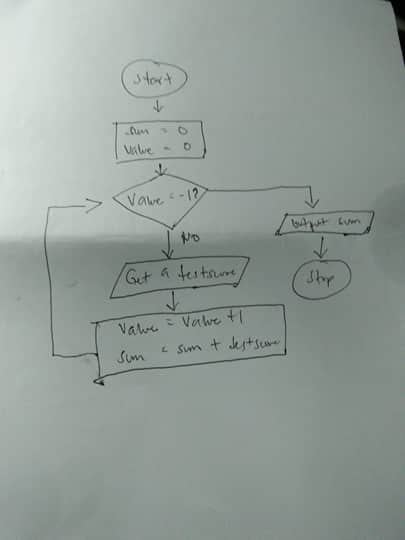 Start
sum = 0
Value = 0
Value = -1?
No
output sum
Get a testscore
Stop
Value = Value +1
sum = sum + testscore